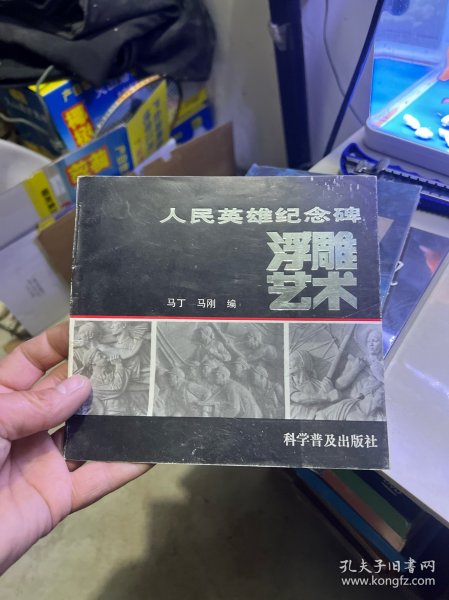 人民英雄纪念碑
浮雕
艺术
马丁 马刚 编
科学普及出版社
孔夫子旧书网
www.kongfz.com